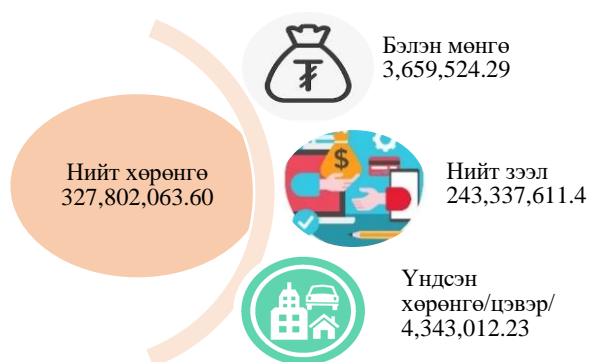 Нийт хөрөнгө
327,802,063.60
Бэлэн мөнгө
3,659,524.29
Нийт зээл
243,337,611.4
Үндсэн
хөрөнгө/цэвэр/
4,343,012.23